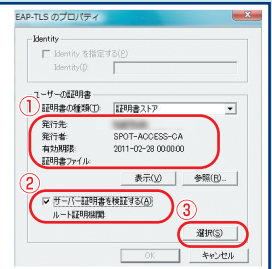 EAP-TLS のプロパティ
Identity
Identity を指定する(P)
Identity(I):
ユーザーの証明書
①
証明書の種類(T): 証明書ストア
発行先:
発行者: SPOT-ACCESS-CA
有効期限: 2011-02-28 00:00:00
証明書ファイル:
表示(V) 参照(R)...
②
サーバー証明書を検証する(A)
ルート証明機関:
③
選択(S)
OK キャンセル